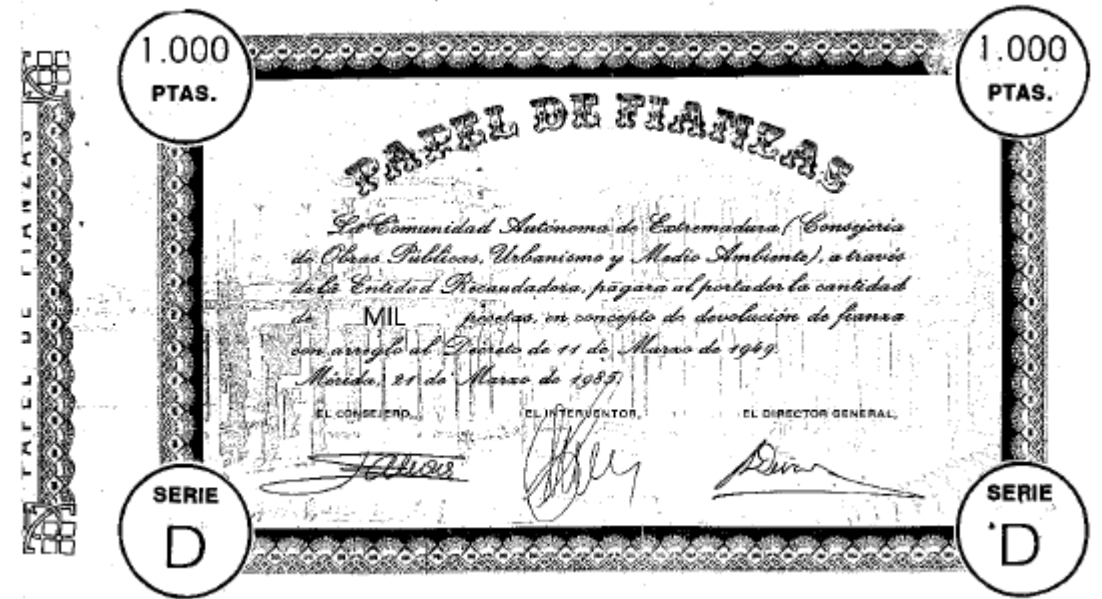 1.000
PTAS.
1.000
PTAS.
PAPEL DE FIANZAS
PAPEL DE FIANZAS
La Comunidad Autónoma de Extremadura (Consejería
de Obras Públicas, Urbanismo y Medio Ambiente), a través
de la Entidad Recaudadora, pagara al portador la cantidad
de MIL pesetas, en concepto de devolución de fianza
con arreglo al Decreto de 11 de Marzo de 1949.
Mérida, 21 de Marzo de 1985.
EL CONSEJERO,
EL INTERVENTOR,
EL DIRECTOR GENERAL,
SERIE
D
SERIE
D